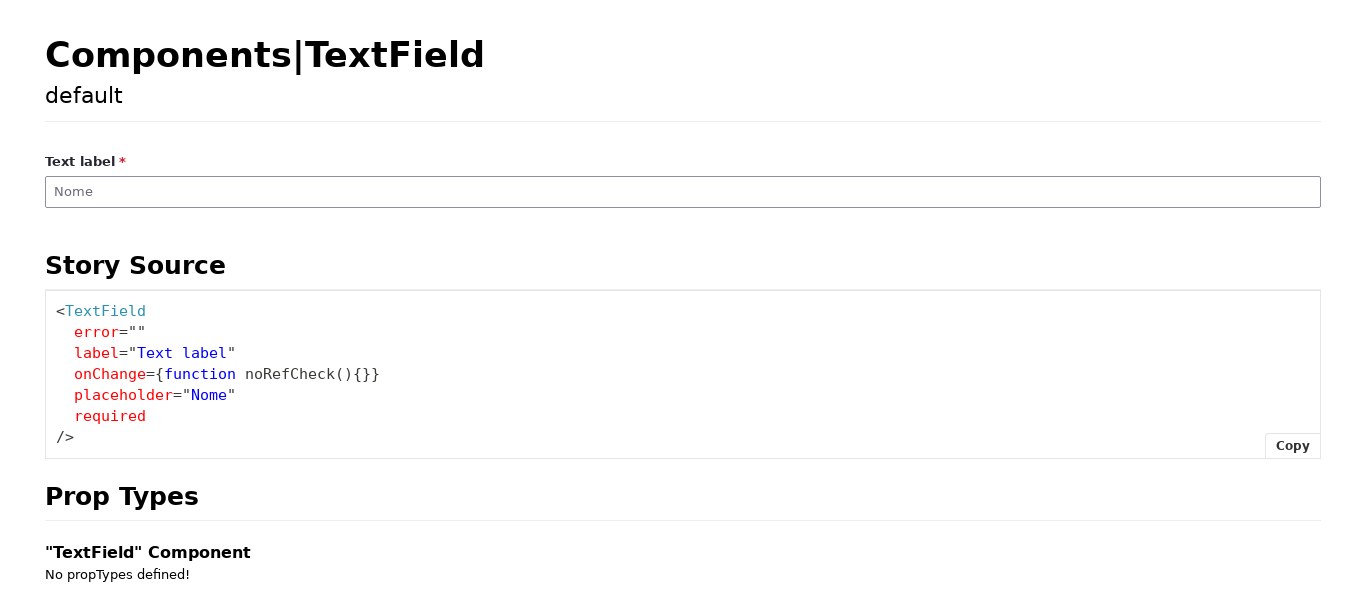 Components|TextField
default
Text label *
Nome
Story Source
<TextField
  error=""
  label="Text label"
  onChange={function noRefCheck(){}}
  placeholder="Nome"
  required
/>
Copy
Prop Types
"TextField" Component
No propTypes defined!